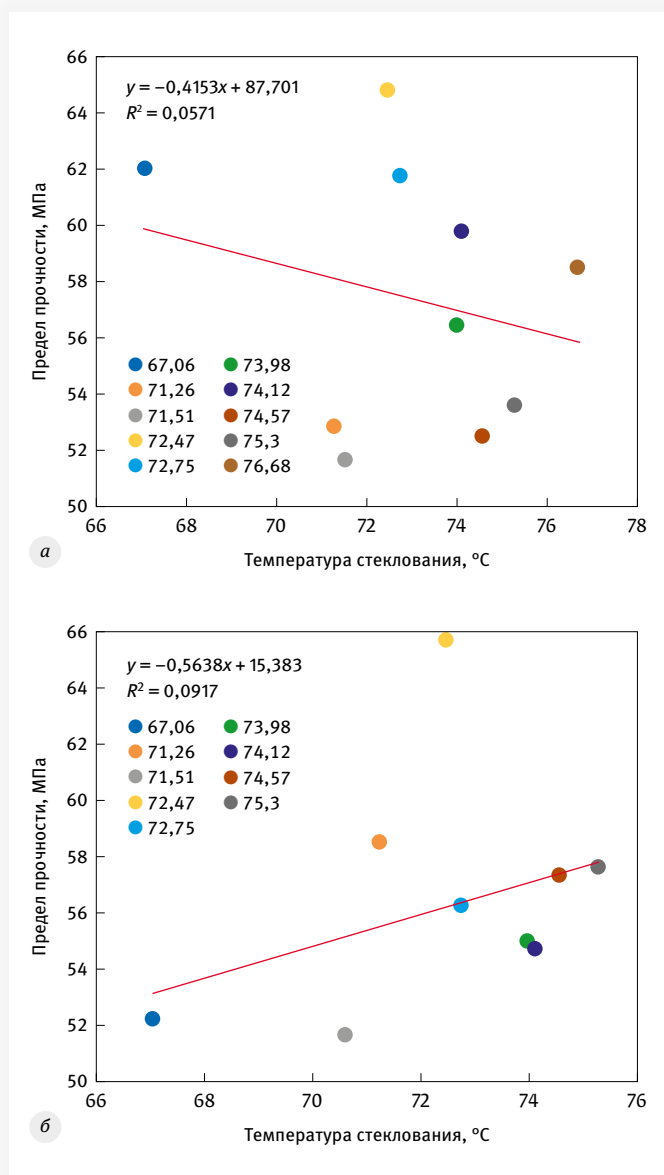 66
y = −0,4153x + 87,701
R² = 0,0571
64
62
60
58
56
54
52
50
Предел прочности, МПа
67,06 73,98
71,26 74,12
71,51 74,57
72,47 75,3
72,75 76,68
66 68 70 72 74 76 78
Температура стеклования, °C
а
66
y = −0,5638x + 15,383
R² = 0,0917
64
62
60
58
56
54
52
50
Предел прочности, МПа
67,06 73,98
71,26 74,12
71,51 74,57
72,47 75,3
72,75
66 68 70 72 74 76
Температура стеклования, °C
б